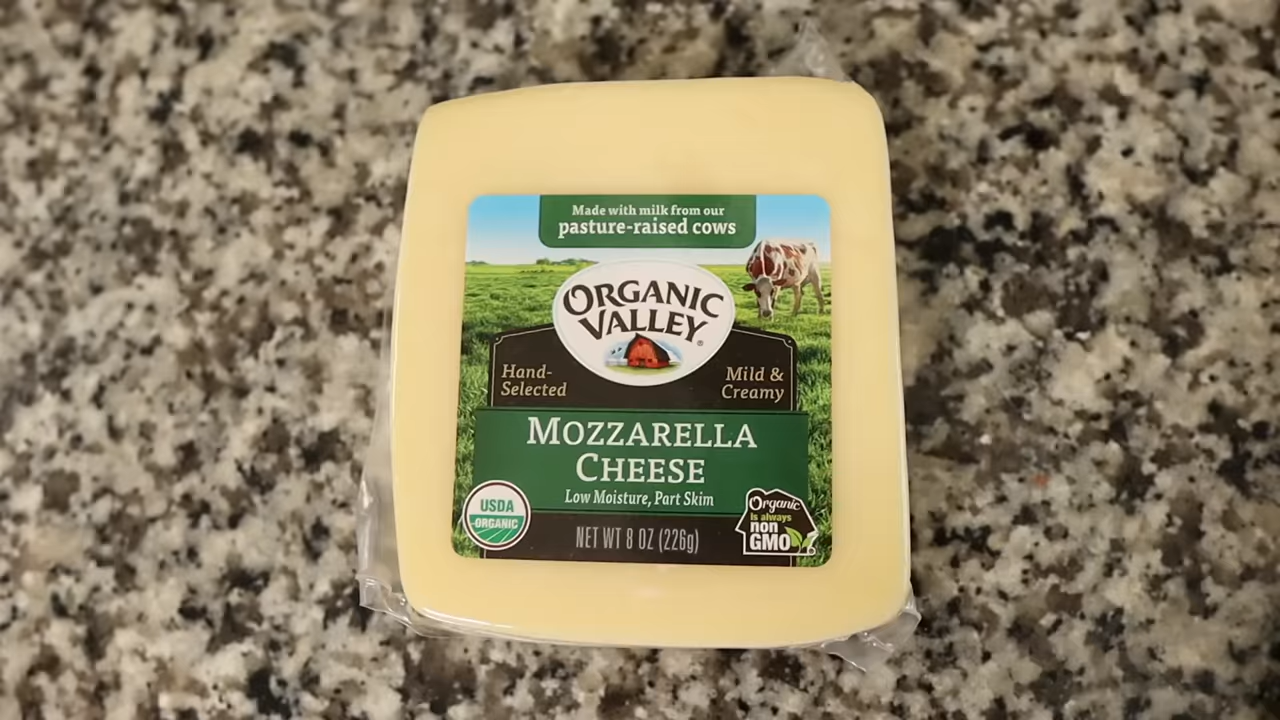 Made with milk from our
pasture-raised cows
ORGANIC
VALLEY®
Hand-
Selected
Mild &
Creamy
MOZZARELLA
CHEESE
Low Moisture, Part Skim
USDA
ORGANIC
NET WT 8 OZ (226g)
Organic
is always
non
GMO